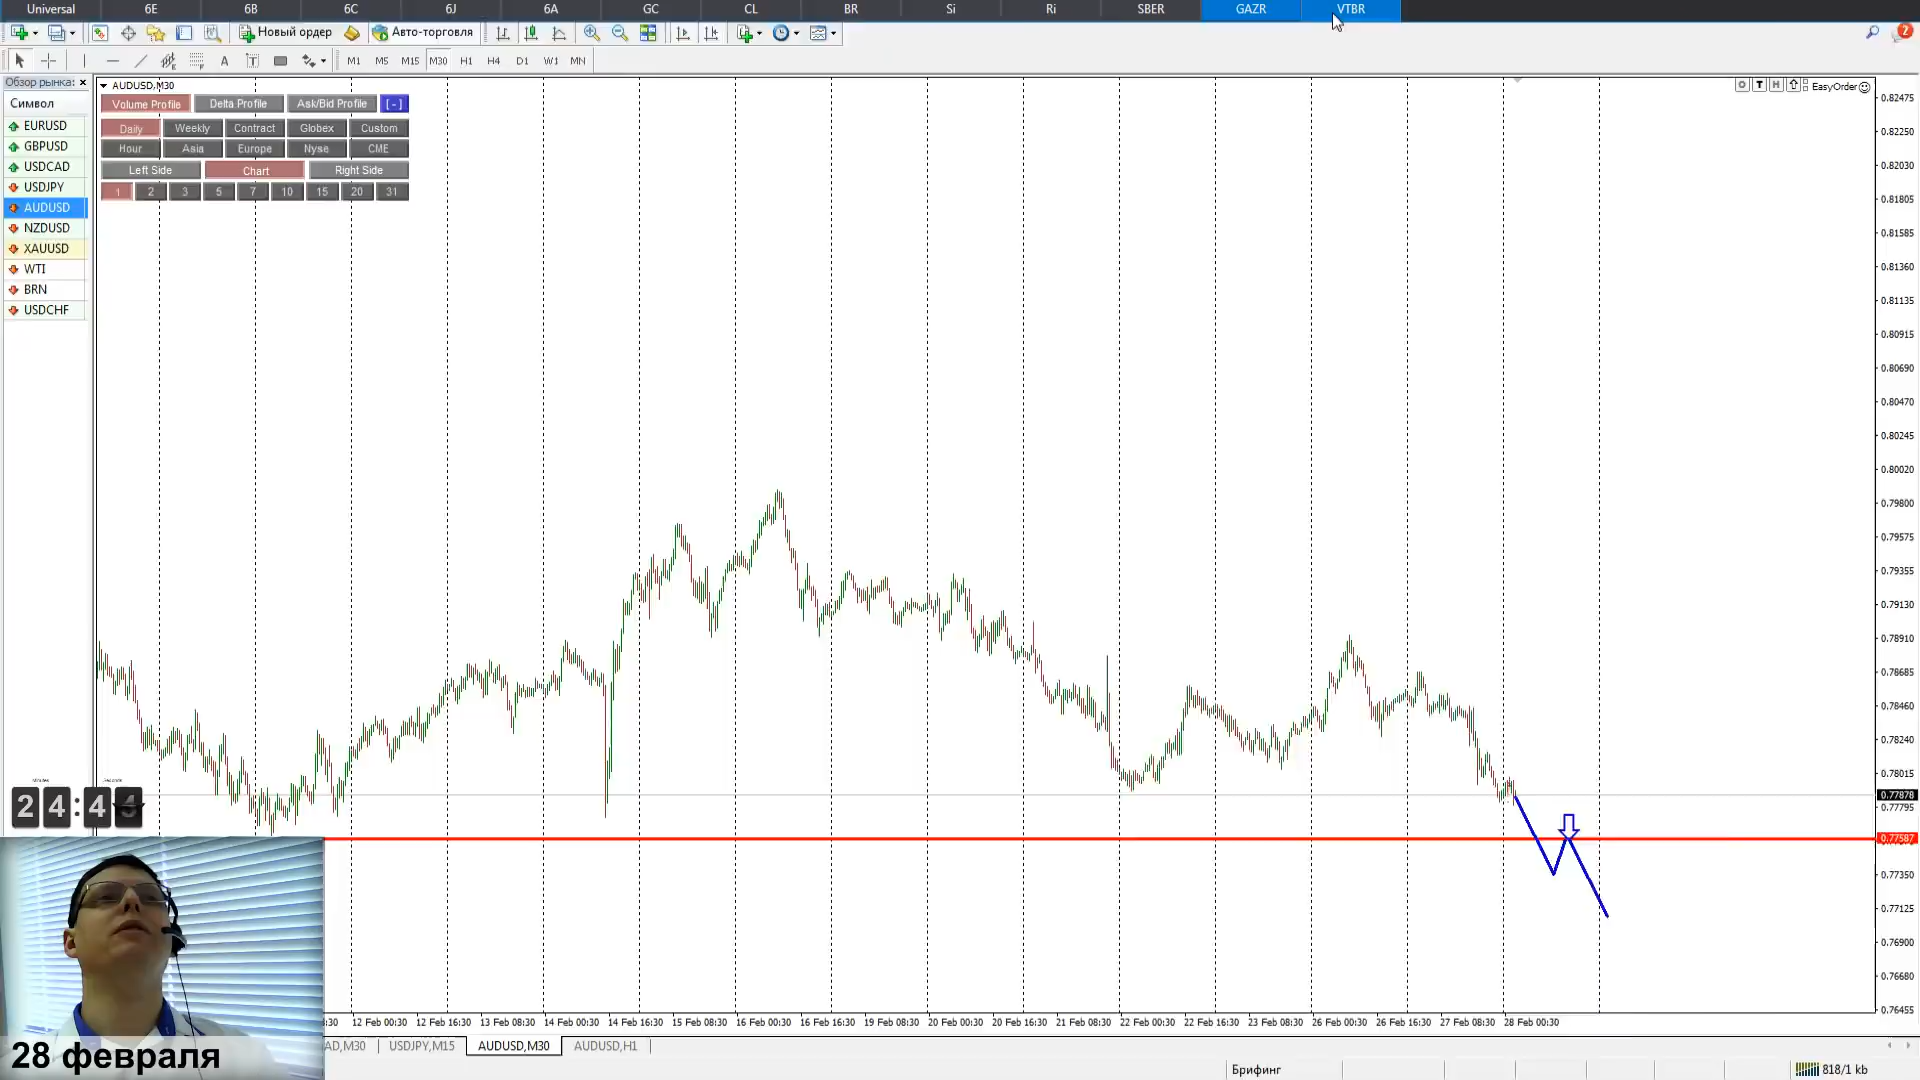 Universal 6E 6B 6C 6J 6A GC CL BR Si Ri SBER GAZR VTBR
Новый ордер Авто-торговля 2
A T M1 M5 M15 M30 H1 H4 D1 W1 MN
Обзор рынка: ×
Символ
EURUSD
GBPUSD
USDCAD
USDJPY
AUDUSD
NZDUSD
XAUUSD
WTI
BRN
USDCHF
AUDUSD,M30
Volume Profile Delta Profile Ask/Bid Profile [-]
Daily Weekly Contract Globex Custom
Hour Asia Europe Nyse CME
Left Side Chart Right Side
1 2 3 5 7 10 15 20 31
T H EasyOrder
0.82475
0.82250
0.82030
0.81805
0.81585
0.81360
0.81135
0.80915
0.80690
0.80470
0.80245
0.80020
0.79800
0.79575
0.79355
0.79130
0.78910
0.78685
0.78460
0.78240
0.78015
0.77878
0.77795
0.77587
0.77350
0.77125
0.76900
0.76680
0.76455
Minutes Seconds
24:4
12 Feb 00:30 12 Feb 16:30 13 Feb 08:30 14 Feb 00:30 14 Feb 16:30 15 Feb 08:30 16 Feb 00:30 16 Feb 16:30 19 Feb 08:30 20 Feb 00:30 20 Feb 16:30 21 Feb 08:30 22 Feb 00:30 22 Feb 16:30 23 Feb 08:30 26 Feb 00:30 26 Feb 16:30 27 Feb 08:30 28 Feb 00:30
AD,M30 USDJPY,M15 AUDUSD,M30 AUDUSD,H1
28 февраля
Брифинг 818/1 kb